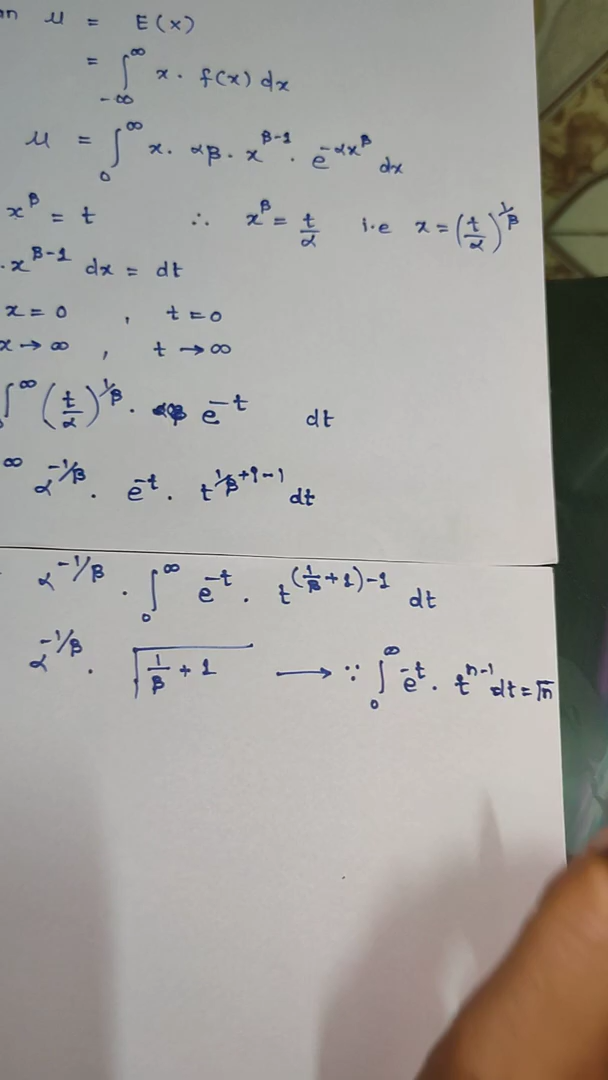 μ = E(x)
= ∫_{-∞}^{∞} x · f(x) dx
μ = ∫_0^∞ x · αβ · x^{β-1} · e^{-αx^β} dx
x^β = t ∴ x^β = t/α i.e x = (t/α)^{1/β}
· x^{β-1} dx = dt
x = 0 , t = 0
x → ∞ , t → ∞
∫^∞ (t/α)^{1/β} · e^{-t} dt
∞ α^{-1/β} · e^{-t} · t^{1/β+1-1} dt
α^{-1/β} · ∫_0^∞ e^{-t} · t^{(1/β+1)-1} dt
α^{-1/β} · Γ(1/β + 1) → ∵ ∫_0^∞ e^{-t} · t^{n-1} dt = Γn